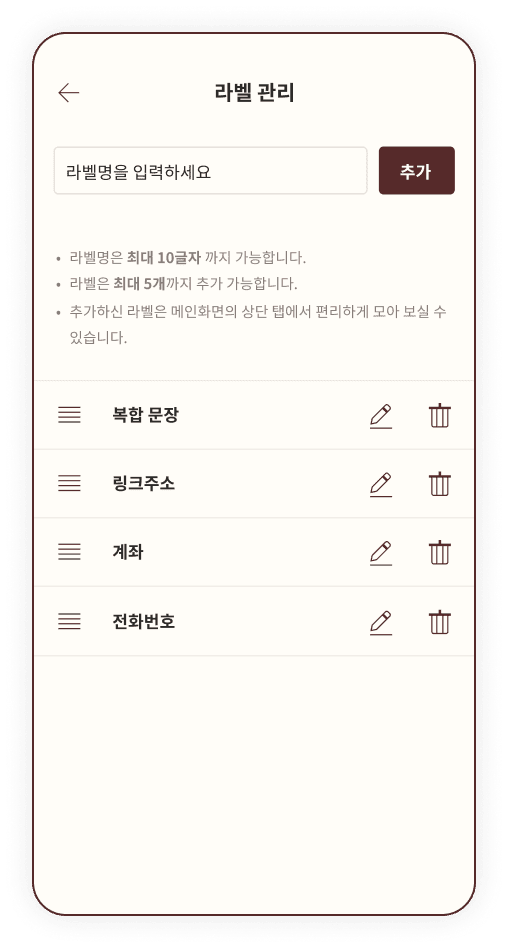 라벨 관리
라벨명을 입력하세요
추가
• 라벨명은 최대 10글자 까지 가능합니다.
• 라벨은 최대 5개까지 추가 가능합니다.
• 추가하신 라벨은 메인화면의 상단 탭에서 편리하게 모아 보실 수
있습니다.
복합 문장
링크주소
계좌
전화번호